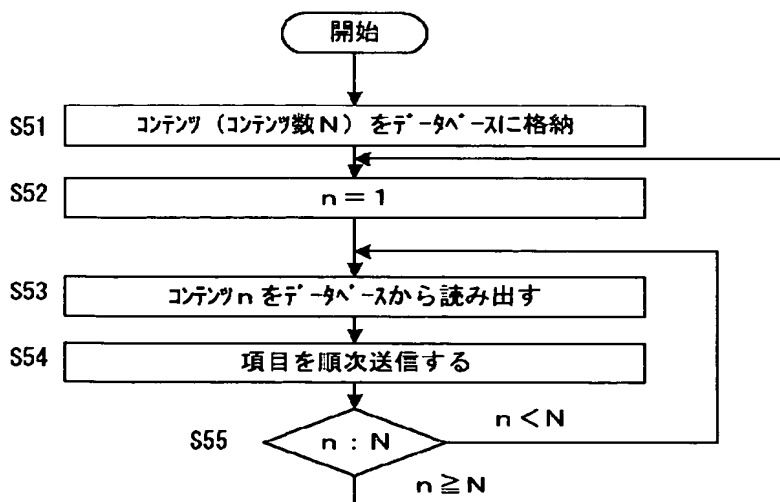 開始
S51
コンテンツ（コンテンツ数N）をデータベースに格納
S52
n＝1
S53
コンテンツnをデータベースから読み出す
S54
項目を順次送信する
S55
n：N
n＜N
n≧N